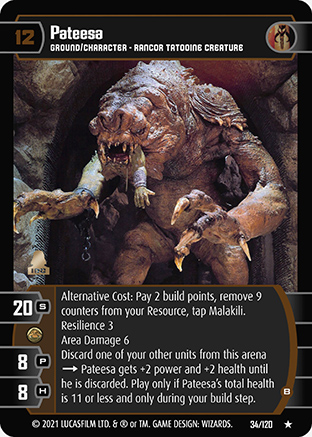 12
Pateesa
GROUND/CHARACTER - RANCOR TATOOINE CREATURE
20 S
8 P
8 H
Alternative Cost: Pay 2 build points, remove 9
counters from your Resource, tap Malakili.
Resilience 3
Area Damage 6
Discard one of your other units from this arena
→ Pateesa gets +2 power and +2 health until
he is discarded. Play only if Pateesa's total health
is 11 or less and only during your build step.
B
© 2021 LUCASFILM LTD. & ® or TM. GAME DESIGN: WIZARDS.
34/120 ★